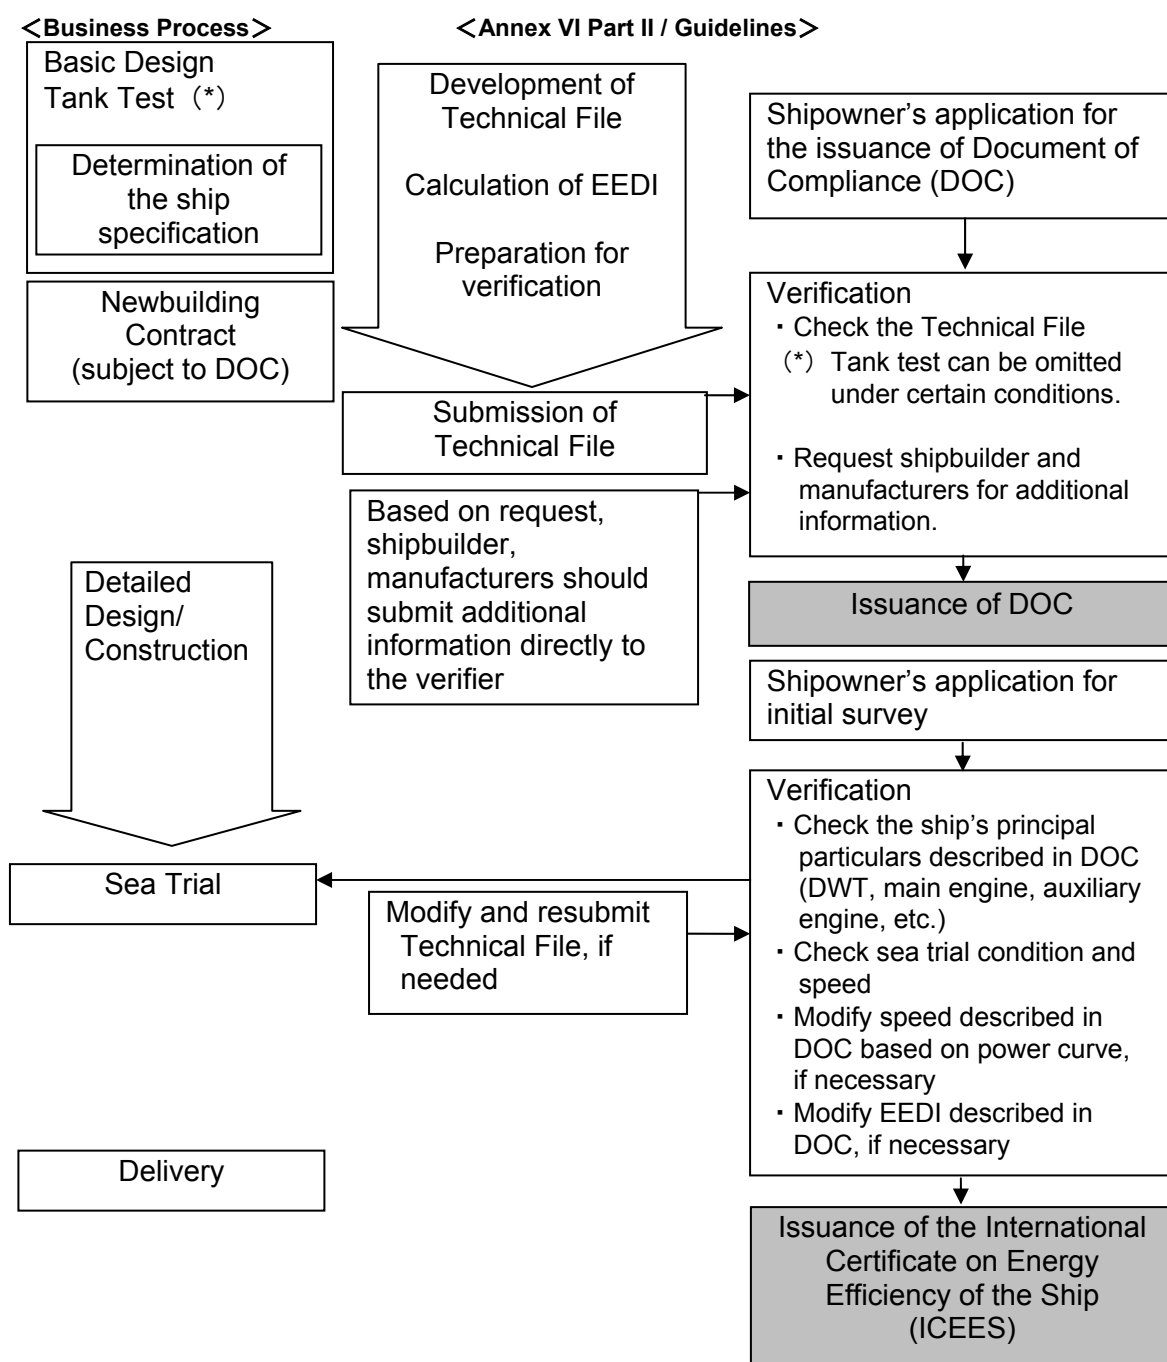 ＜Business Process＞
＜Annex VI Part II / Guidelines＞
Basic Design
Tank Test（*）
Determination of
the ship
specification
Newbuilding
Contract
(subject to DOC)
Development of
Technical File
Calculation of EEDI
Preparation for
verification
Submission of
Technical File
Based on request,
shipbuilder,
manufacturers should
submit additional
information directly to
the verifier
Shipowner’s application for
the issuance of Document of
Compliance (DOC)
Verification
・Check the Technical File
（*） Tank test can be omitted
under certain conditions.
・Request shipbuilder and
manufacturers for additional
information.
Issuance of DOC
Shipowner’s application for
initial survey
Detailed
Design/
Construction
Sea Trial
Modify and resubmit
Technical File, if
needed
Verification
・Check the ship’s principal
particulars described in DOC
(DWT, main engine, auxiliary
engine, etc.)
・Check sea trial condition and
speed
・Modify speed described in
DOC based on power curve,
if necessary
・Modify EEDI described in
DOC, if necessary
Delivery
Issuance of the International
Certificate on Energy
Efficiency of the Ship
(ICEES)